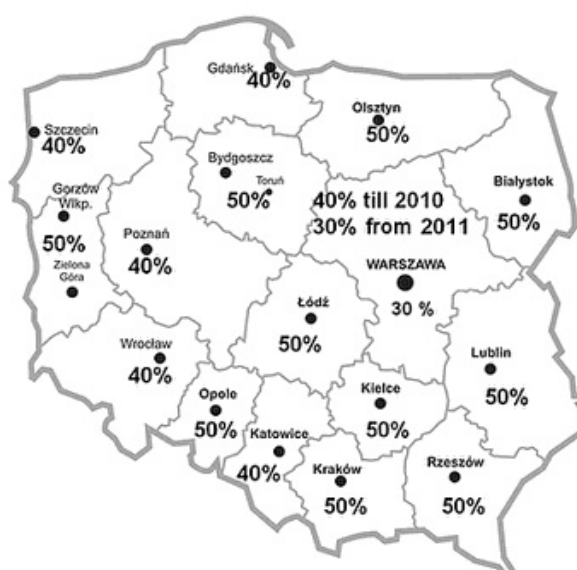 Gdańsk
40%
Olsztyn
50%
Szczecin
40%
Bydgoszcz
Toruń
50%
Gorzów
Wlkp.
50%
Zielona
Góra
40% till 2010
30% from 2011
Białystok
50%
Poznań
40%
WARSZAWA
30 %
Łódź
50%
Wrocław
40%
Lublin
50%
Opole
50%
Kielce
50%
Katowice
40%
Kraków
50%
Rzeszów
50%